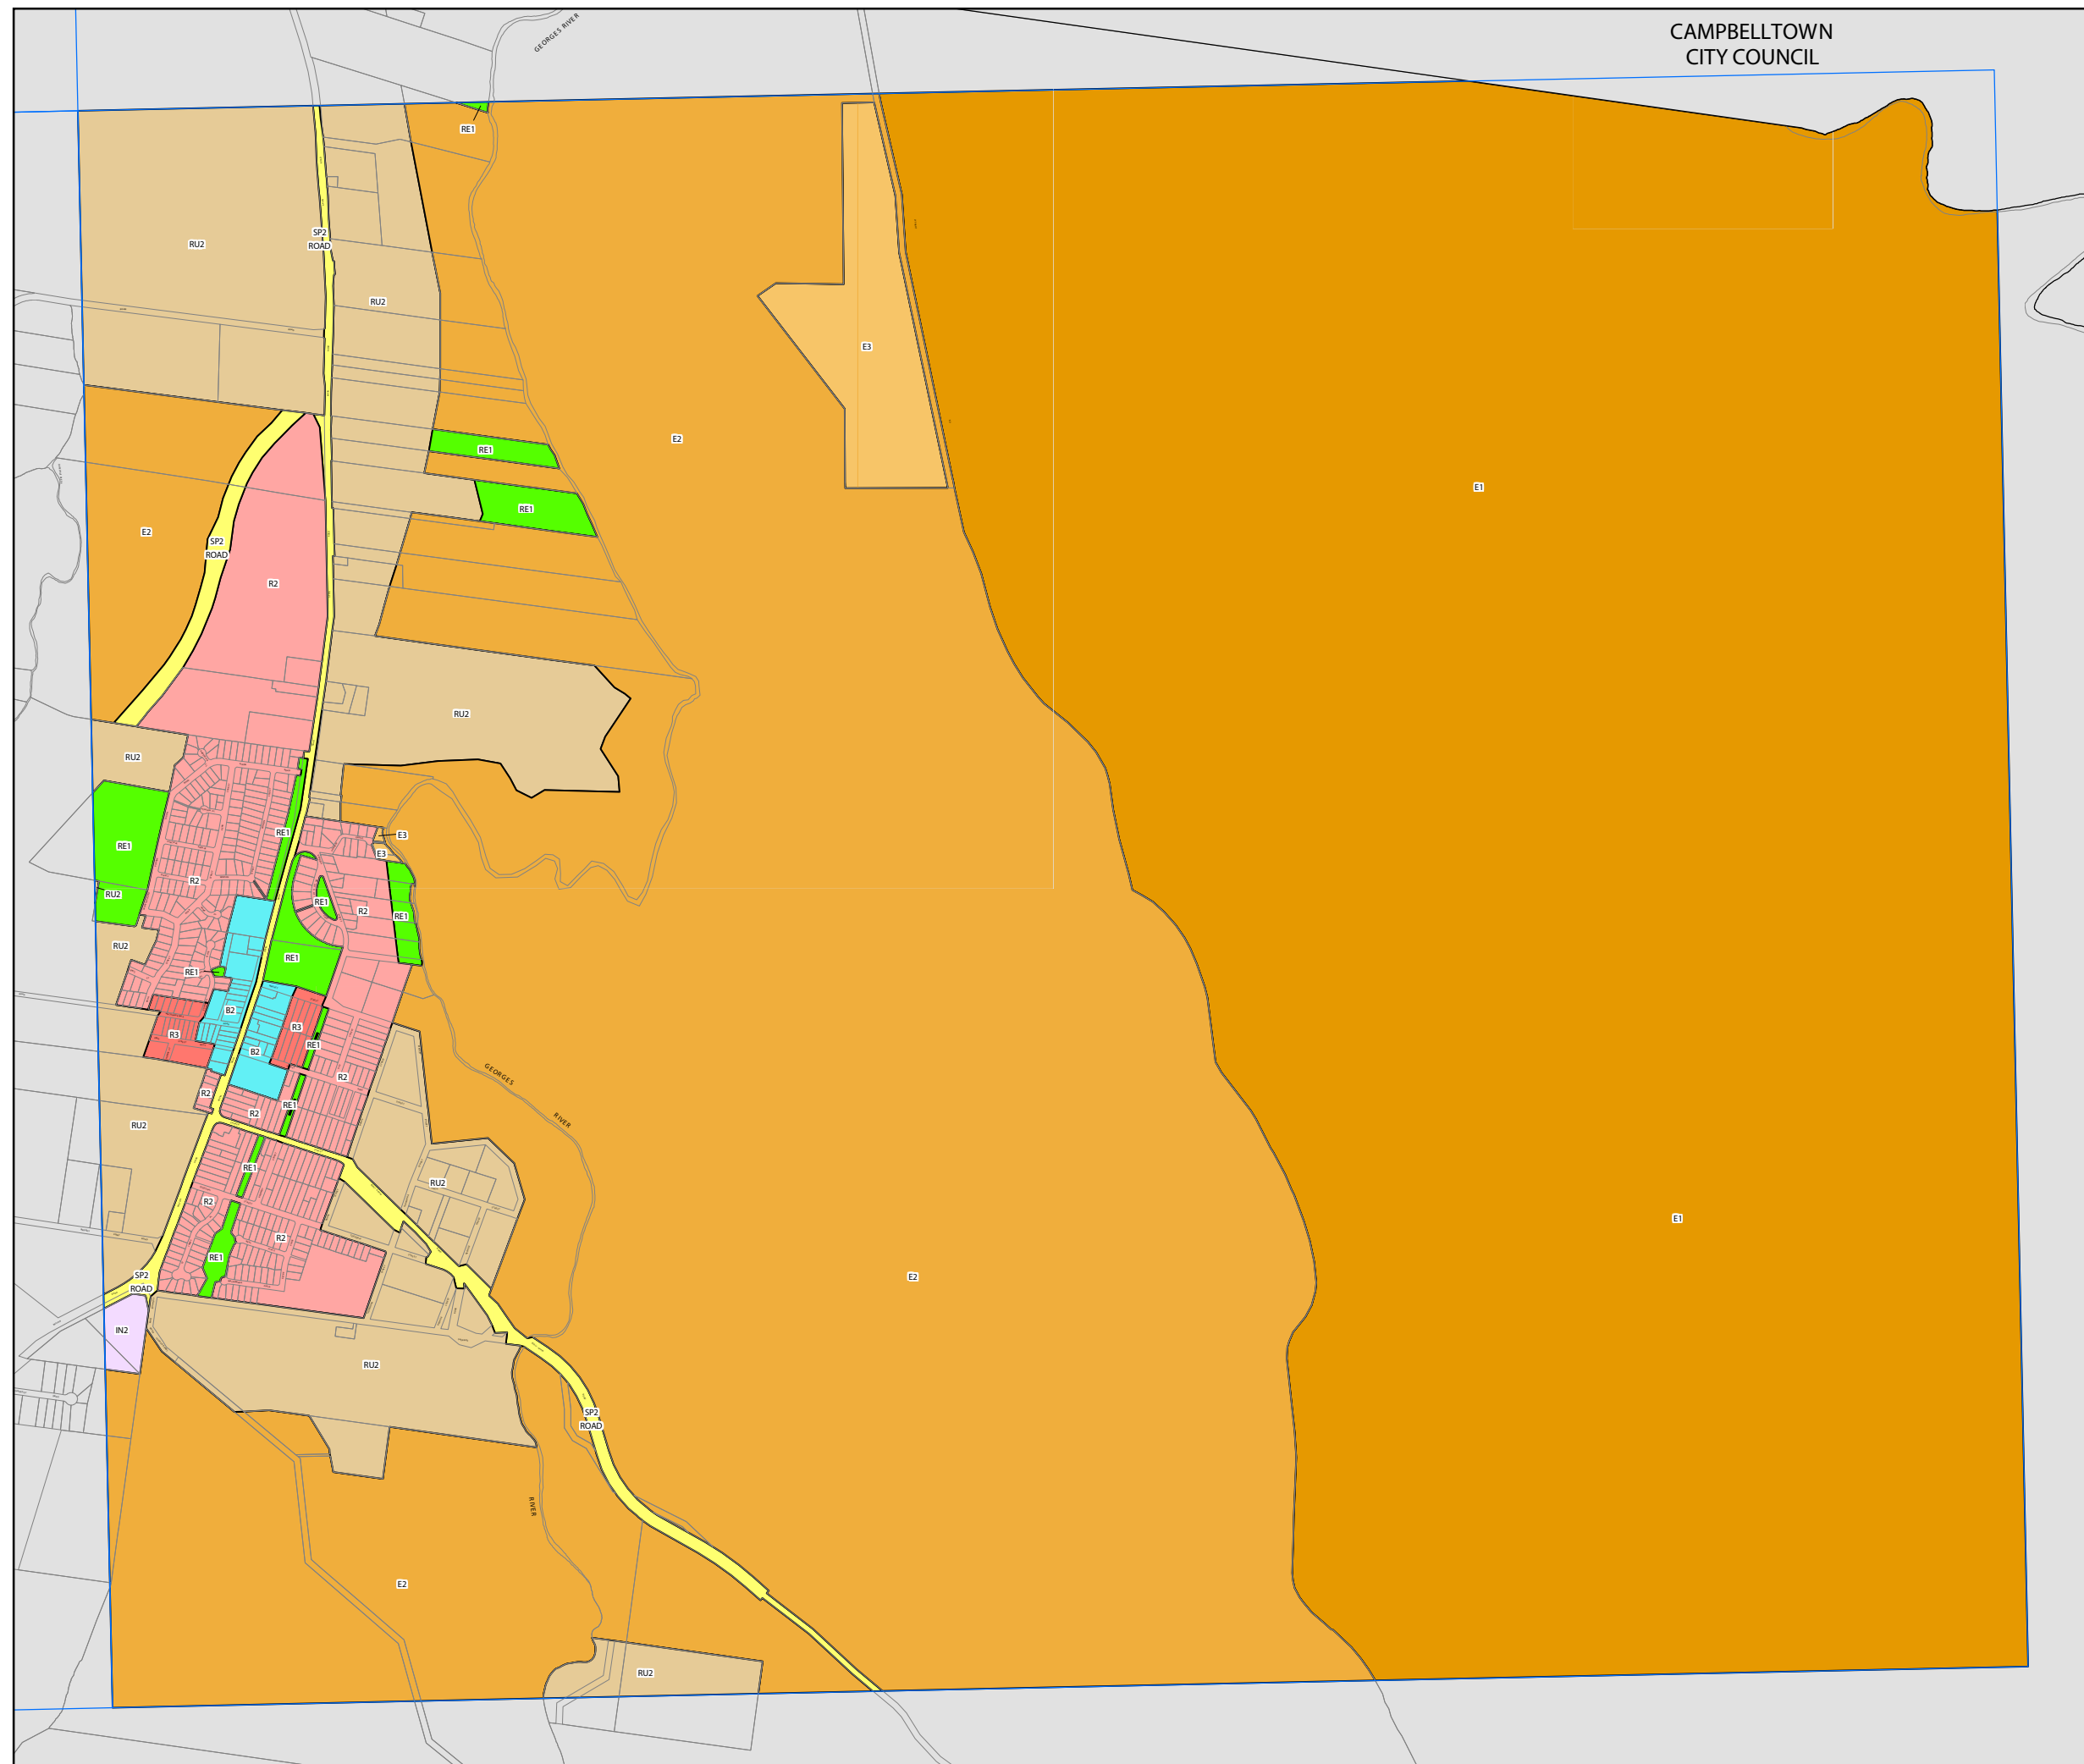 GEORGES RIVER
CAMPBELLTOWN
CITY COUNCIL
RE1
RU2
SP2
ROAD
RU2
E3
E2
RE1
E1
RE1
E2
SP2
ROAD
R2
RU2
RU2
RE1
E3
RE1
E3
R2
RU2
RE1
R2
RE1
RU2
RE1
RE1
B2
R3
R3
RE1
B2
GEORGES
R2
R2
RE1
R2
RIVER
RU2
RE1
RU2
R2
E1
R2
RE1
SP2
ROAD
E2
IN2
RU2
SP2
ROAD
RIVER
E2
RU2